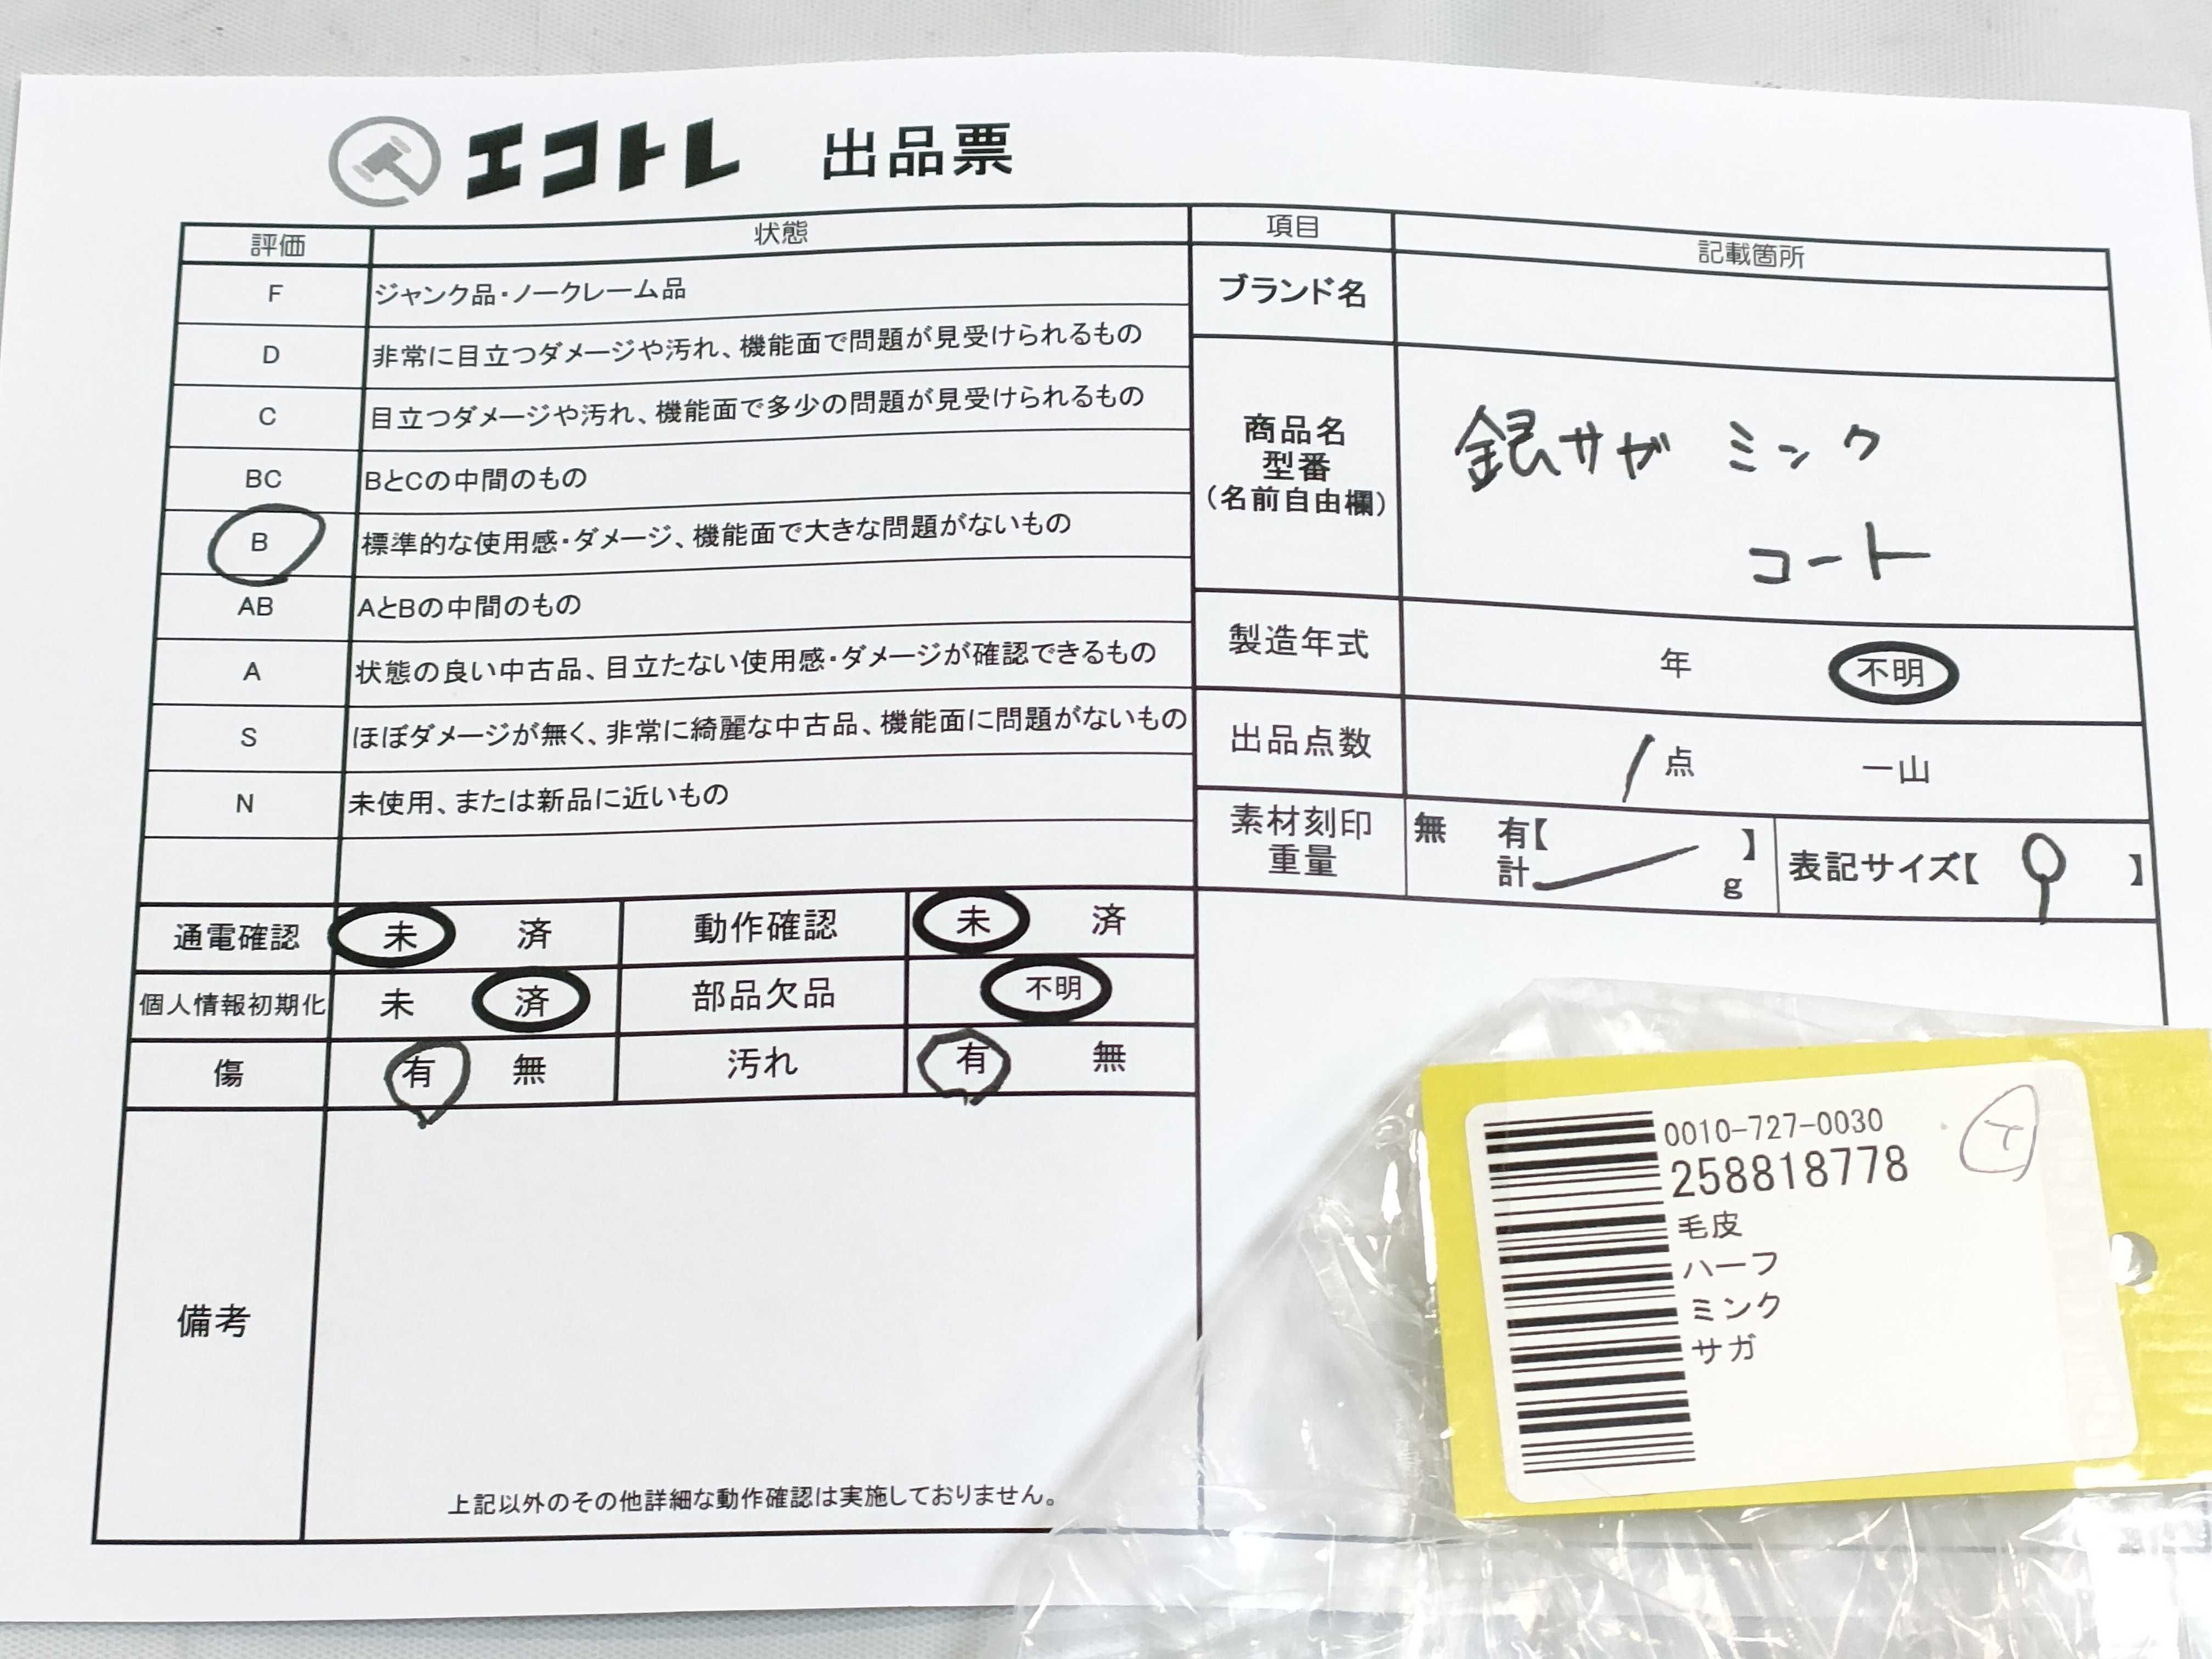 エコトレ 出品票
評価 状態
F ジャンク品・ノークレーム品
D 非常に目立つダメージや汚れ、機能面で問題が見受けられるもの
C 目立つダメージや汚れ、機能面で多少の問題が見受けられるもの
BC BとCの中間のもの
B 標準的な使用感・ダメージ、機能面で大きな問題がないもの
AB AとBの中間のもの
A 状態の良い中古品、目立たない使用感・ダメージが確認できるもの
S ほぼダメージが無く、非常に綺麗な中古品、機能面に問題がないもの
N 未使用、または新品に近いもの
通電確認 未 済 動作確認 未 済
個人情報初期化 未 済 部品欠品 不明
傷 有 無 汚れ 有 無
備考
上記以外のその他詳細な動作確認は実施しておりません。
項目 記載箇所
ブランド名
商品名
型番
(名前自由欄)
銀サガ ミンク
コート
製造年式 年 不明
出品点数 1点 一山
素材刻印 無 有【 】
重量 計 g
表記サイズ【 9 】
0010-727-0030
258818778
毛皮
ハーフ
ミンク
サガ